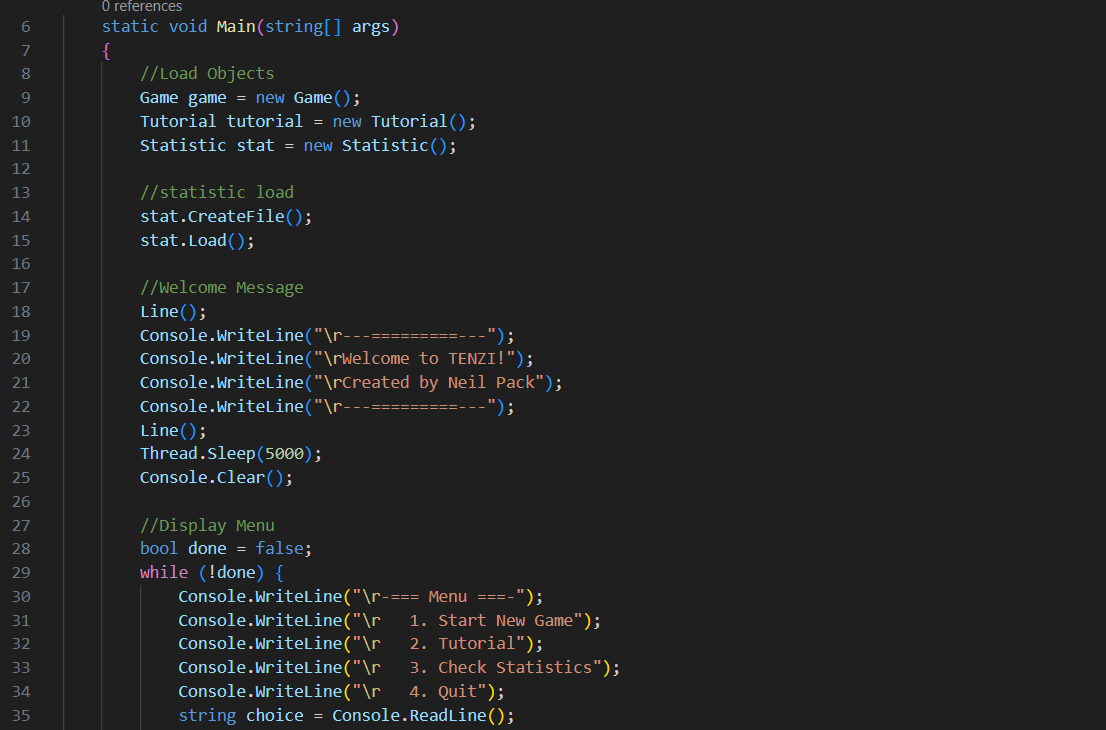 0 references
6 static void Main(string[] args)
7 {
8 //Load Objects
9 Game game = new Game();
10 Tutorial tutorial = new Tutorial();
11 Statistic stat = new Statistic();
12
13 //statistic load
14 stat.CreateFile();
15 stat.Load();
16
17 //Welcome Message
18 Line();
19 Console.WriteLine("\r---=========---");
20 Console.WriteLine("\rWelcome to TENZI!");
21 Console.WriteLine("\rCreated by Neil Pack");
22 Console.WriteLine("\r---=========---");
23 Line();
24 Thread.Sleep(5000);
25 Console.Clear();
26
27 //Display Menu
28 bool done = false;
29 while (!done) {
30 Console.WriteLine("\r-=== Menu ===-");
31 Console.WriteLine("\r   1. Start New Game");
32 Console.WriteLine("\r   2. Tutorial");
33 Console.WriteLine("\r   3. Check Statistics");
34 Console.WriteLine("\r   4. Quit");
35 string choice = Console.ReadLine();